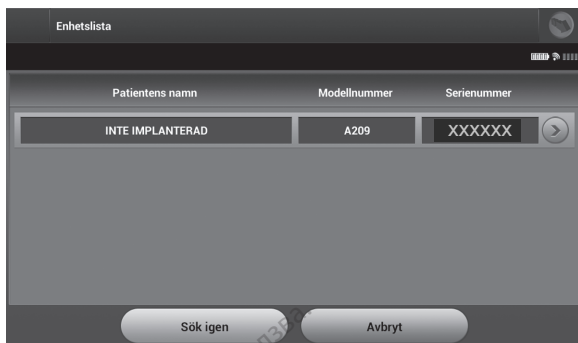 Enhetslista
Patientens namn Modellnummer Serienummer
INTE IMPLANTERAD A209 XXXXXX
Sök igen Avbryt